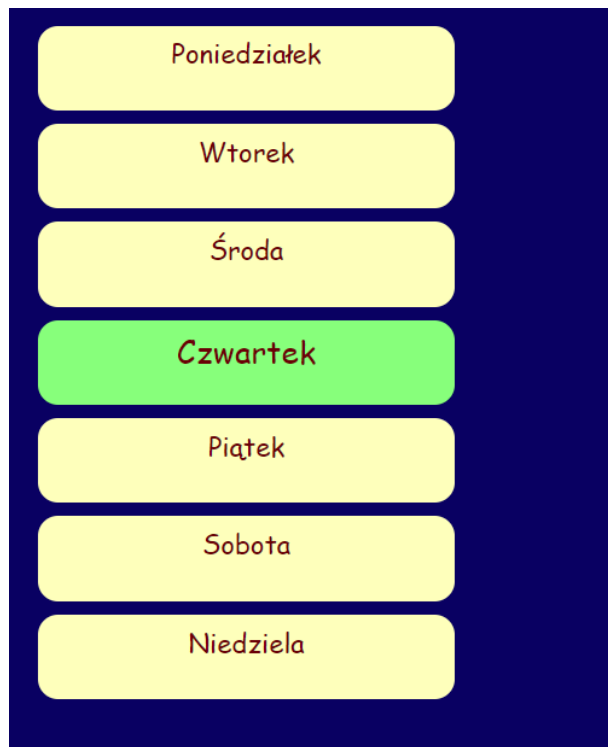 Poniedziałek
Wtorek
Środa
Czwartek
Piątek
Sobota
Niedziela